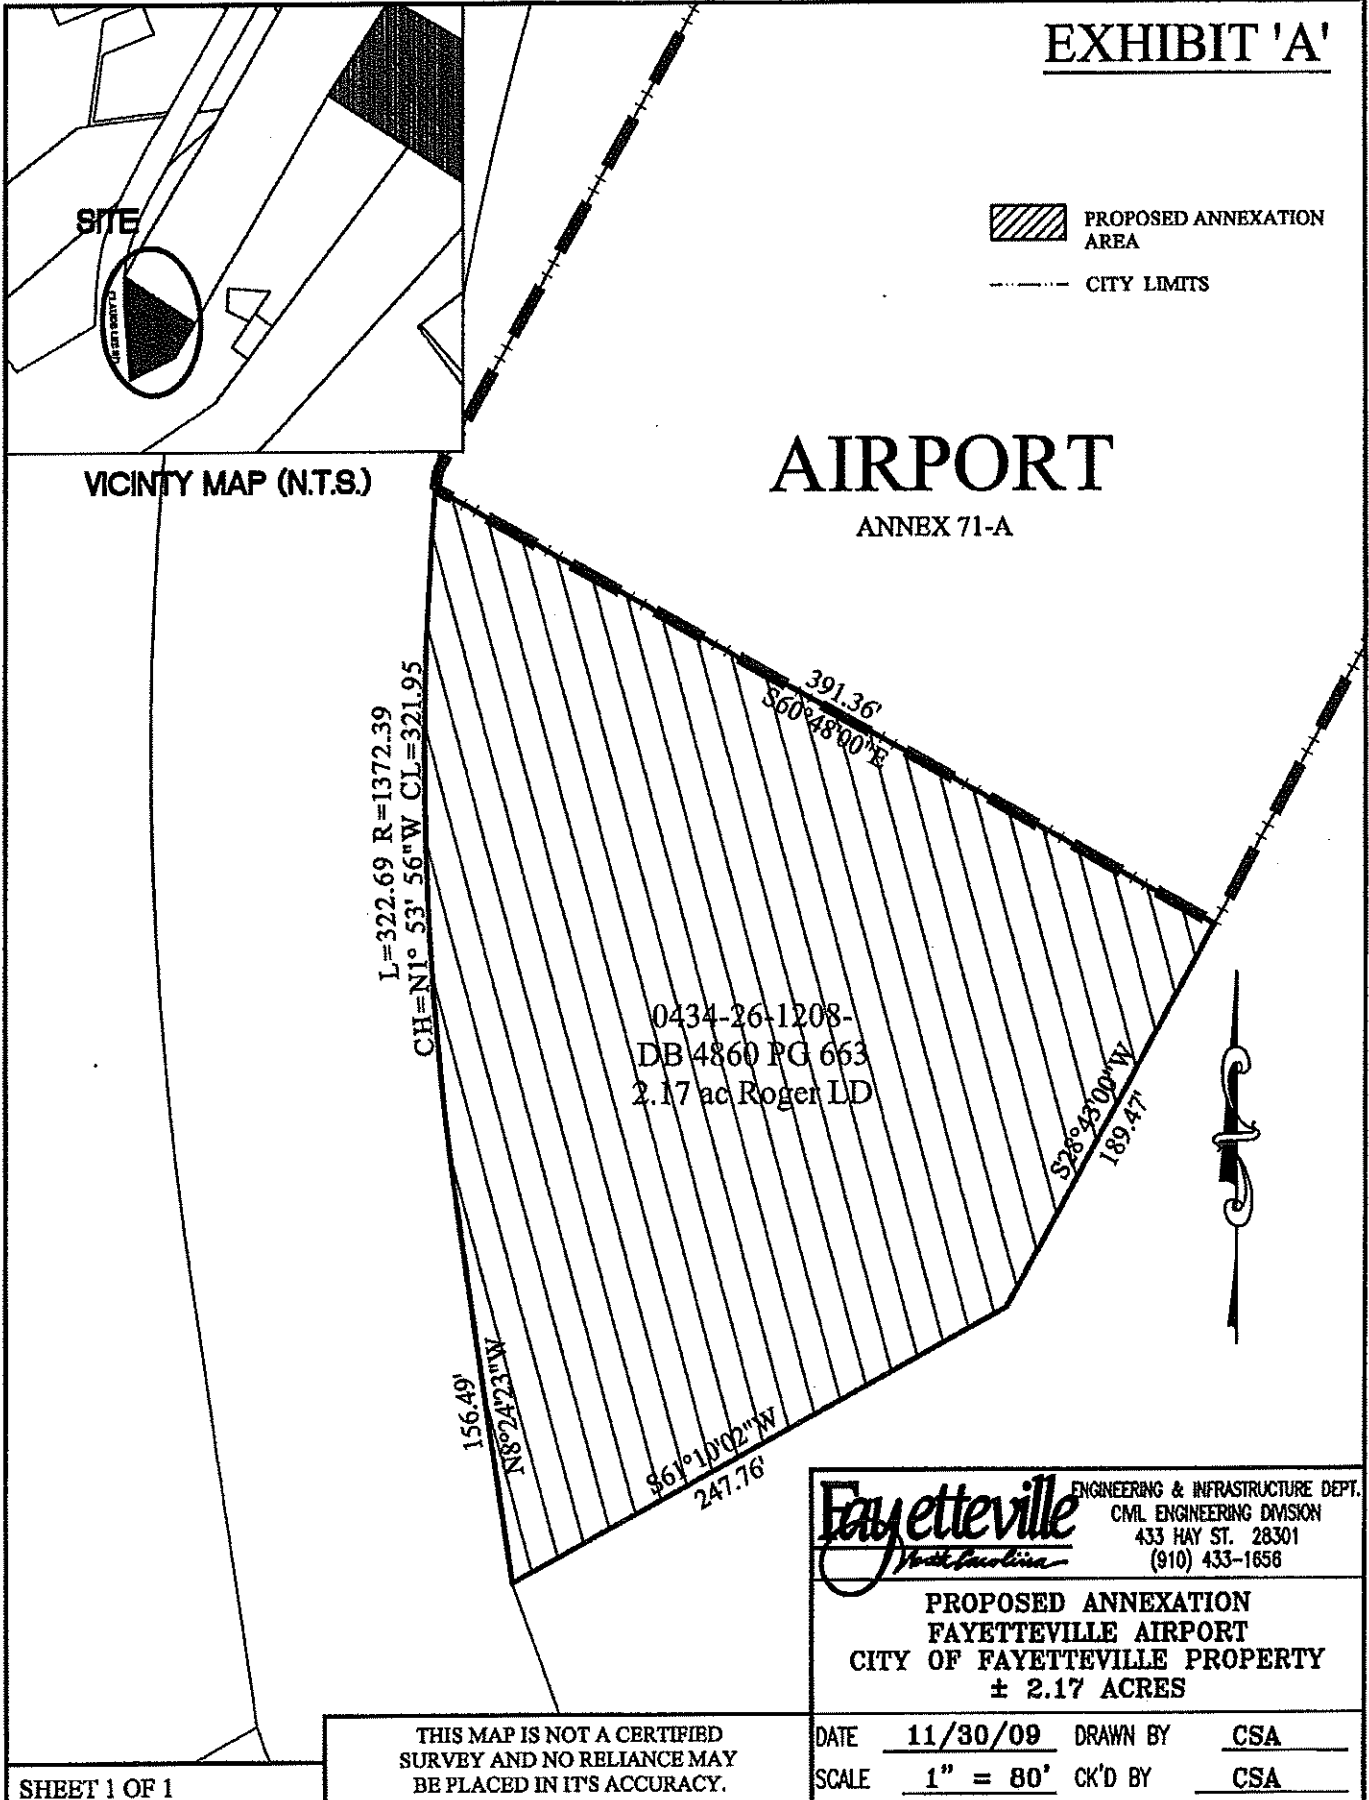 EXHIBIT 'A'
SITE
VICINTY MAP (N.T.S.)
PROPOSED ANNEXATION
AREA
CITY LIMITS
AIRPORT
ANNEX 71-A
391.36'
S60°48'00"E
L=322.69 R=1372.39
CH=N1° 53' 56"W CL=321.95
0434-26-1208-
DB 4860 PG 663
2.17 ac Roger LD
S28°43'00"W
189.47'
156.49'
N8°24'23"W
S61°10'02"W
247.76'
Fayetteville
North Carolina
ENGINEERING & INFRASTRUCTURE DEPT.
CIVIL ENGINEERING DIVISION
433 HAY ST. 28301
(910) 433-1656
PROPOSED ANNEXATION
FAYETTEVILLE AIRPORT
CITY OF FAYETTEVILLE PROPERTY
± 2.17 ACRES
DATE 11/30/09 DRAWN BY CSA
SCALE 1" = 80' CK'D BY CSA
THIS MAP IS NOT A CERTIFIED
SURVEY AND NO RELIANCE MAY
BE PLACED IN IT'S ACCURACY.
SHEET 1 OF 1